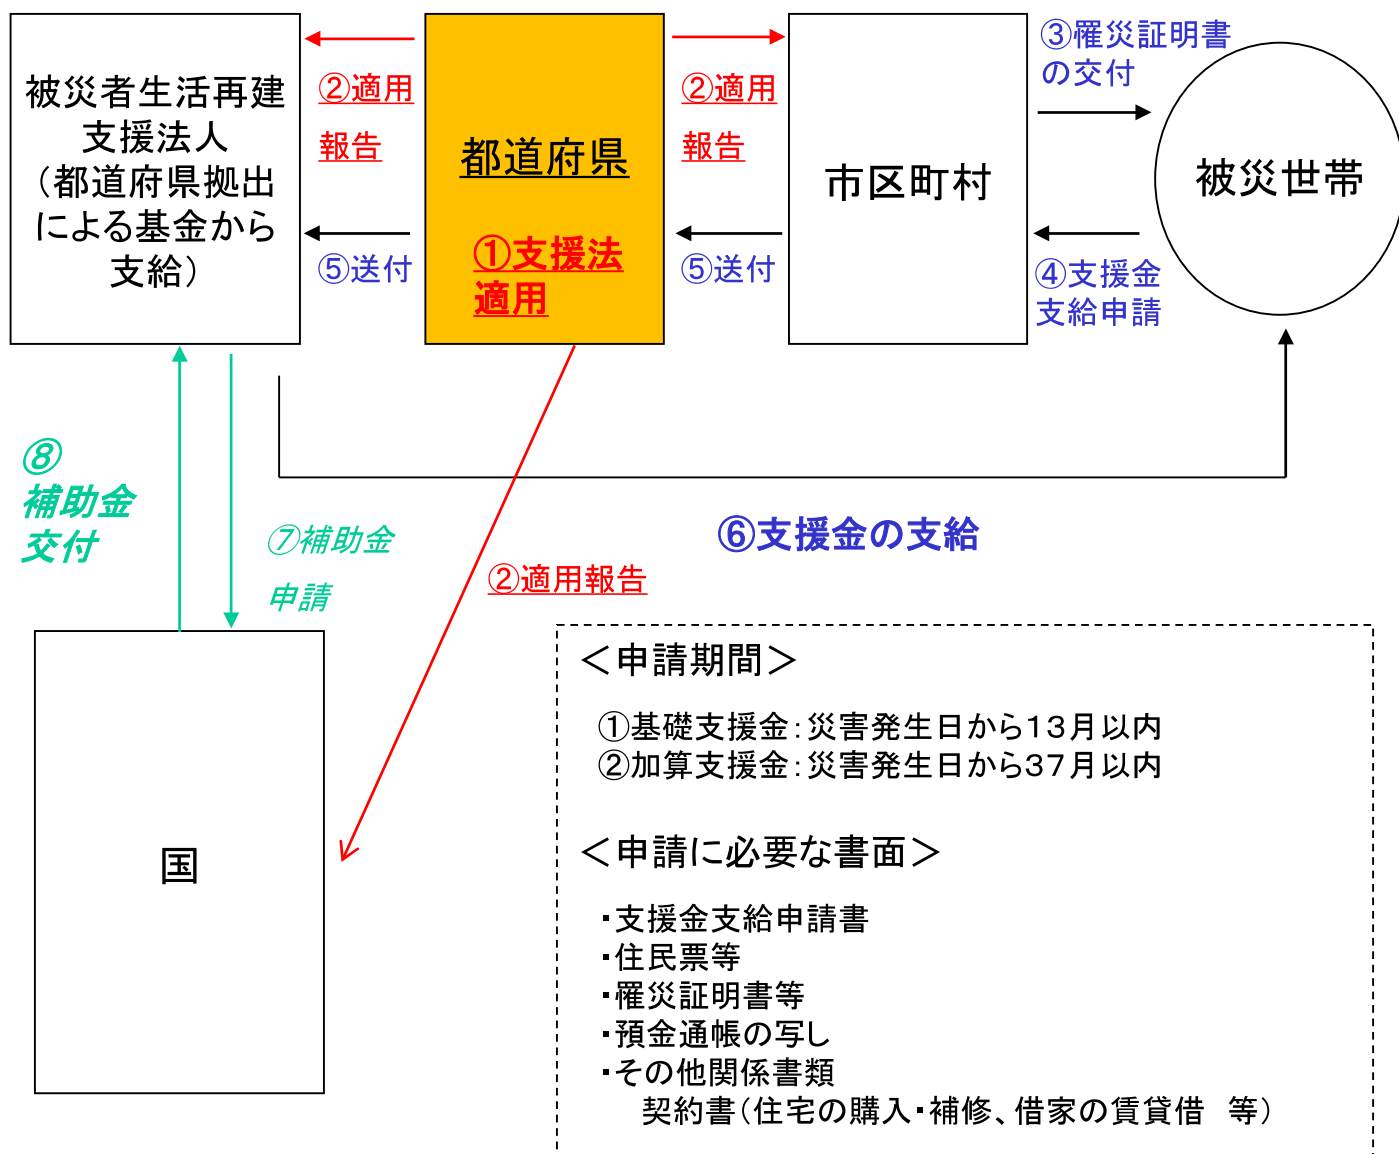 被災者生活再建
支援法人
（都道府県拠出
による基金から
支給）
②適用
報告
⑤送付
都道府県
①支援法
適用
②適用
報告
⑤送付
市区町村
③罹災証明書
の交付
④支援金
支給申請
被災世帯
⑧
補助金
交付
⑦補助金
申請
②適用報告
⑥支援金の支給
国
＜申請期間＞
①基礎支援金：災害発生日から13月以内
②加算支援金：災害発生日から37月以内
＜申請に必要な書面＞
・支援金支給申請書
・住民票等
・罹災証明書等
・預金通帳の写し
・その他関係書類
契約書（住宅の購入・補修、借家の賃貸借　等）